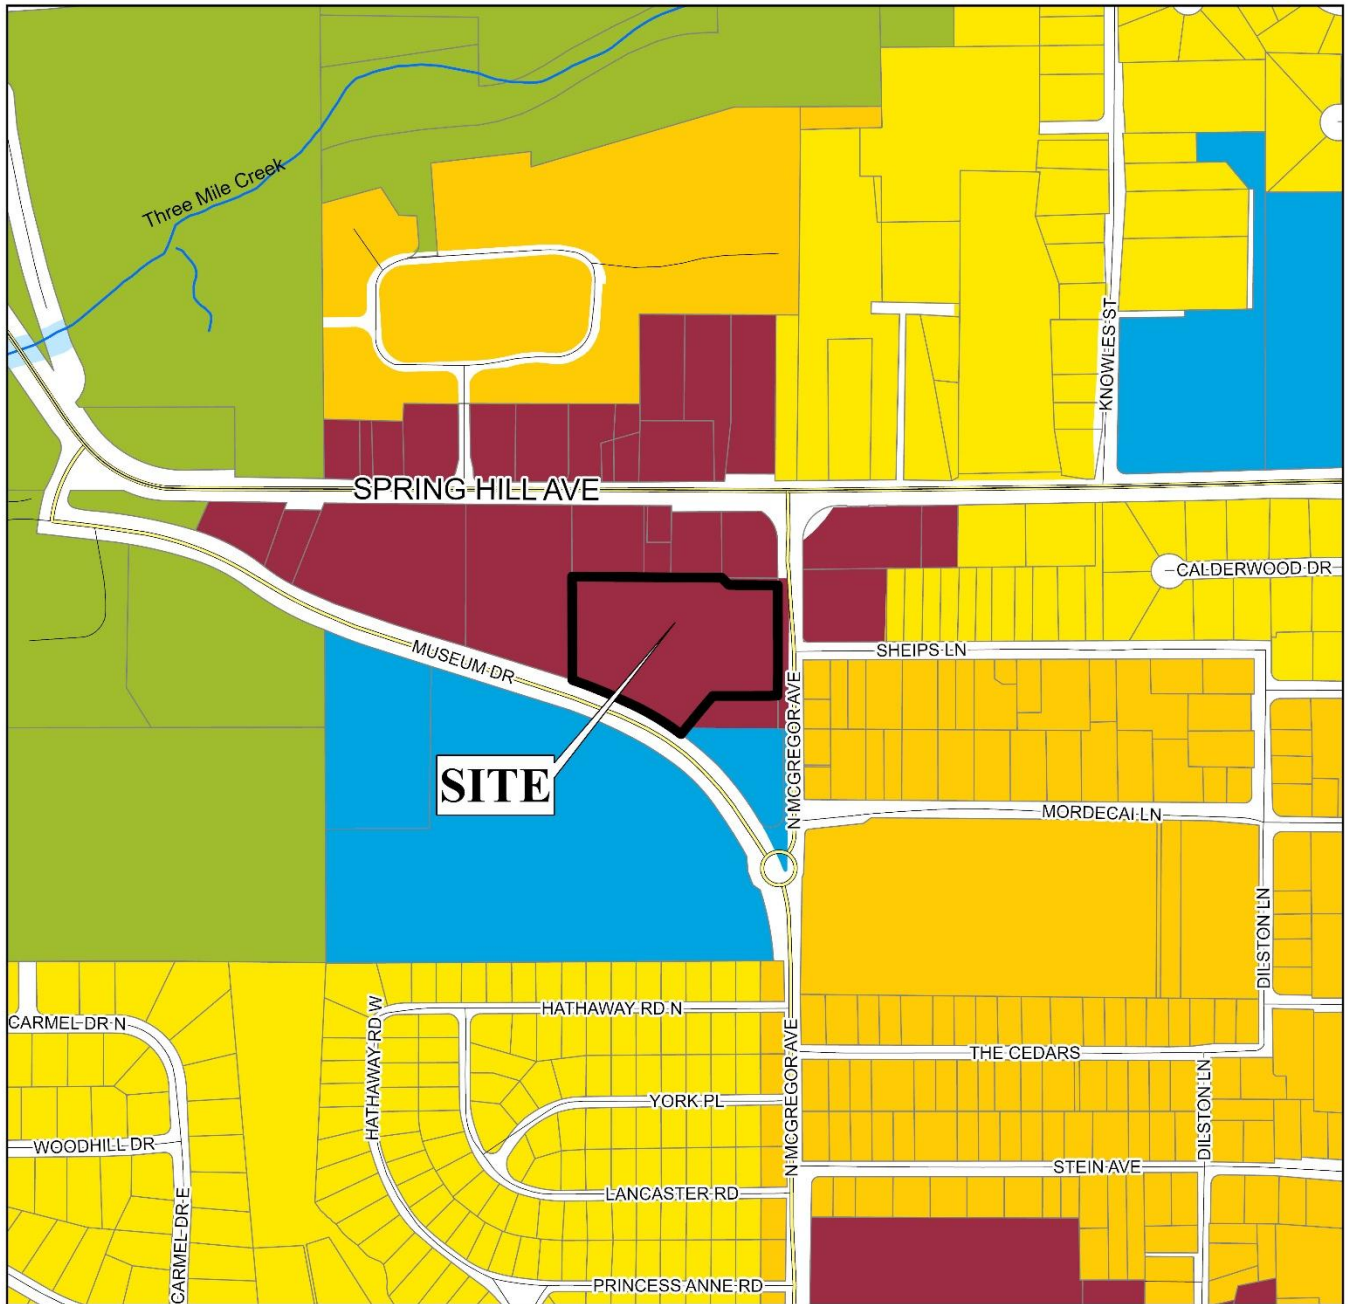 Three Mile Creek
KNOWLES ST
SPRING HILL AVE
CALDERWOOD DR
MUSEUM DR
SHEIPS LN
N MCGREGOR AVE
SITE
MORDECAI LN
DILSTON LN
HATHAWAY RD W
HATHAWAY RD N
CARMEL DR N
N MCGREGOR AVE
THE CEDARS
YORK PL
DILSTON LN
WOODHILL DR
STEIN AVE
LANCASTER RD
CARMEL DR E
PRINCESS ANNE RD